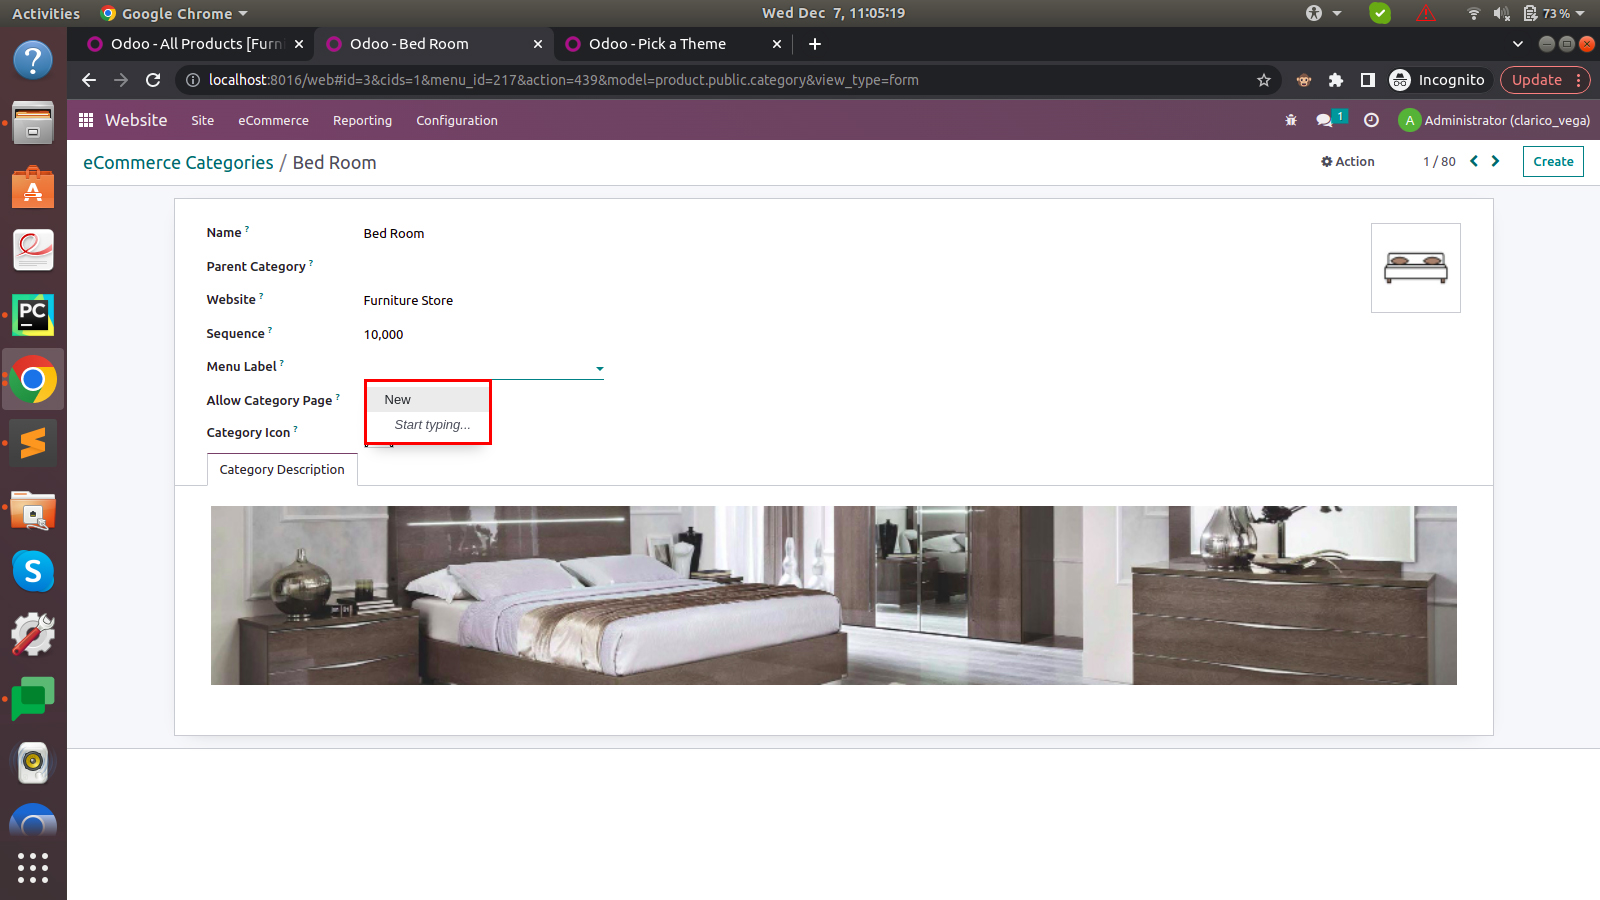 Activities Google Chrome Wed Dec 7, 11:05:19 73 %
Odoo - All Products [Furni Odoo - Bed Room Odoo - Pick a Theme
localhost:8016/web#id=3&cids=1&menu_id=217&action=439&model=product.public.category&view_type=form Incognito Update
Website Site eCommerce Reporting Configuration 1 A Administrator (clarico_vega)
eCommerce Categories / Bed Room Action 1 / 80 Create
Name ? Bed Room
Parent Category ?
Website ? Furniture Store
Sequence ? 10,000
Menu Label ?
Allow Category Page ? New
Start typing...
Category Icon ?
Category Description
PC
S